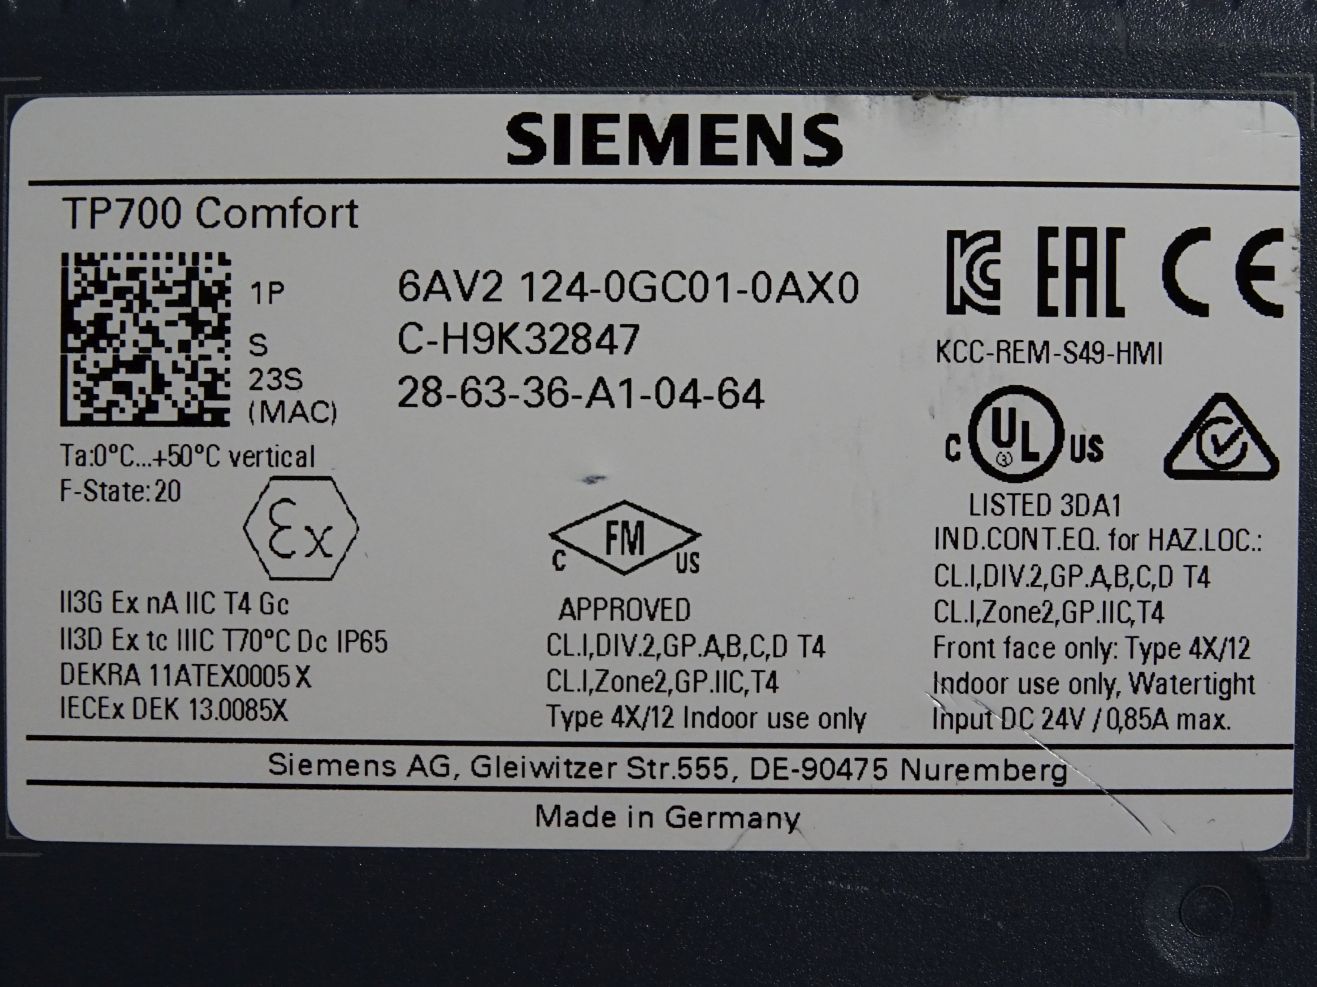 SIEMENS
TP700 Comfort
1P 6AV2 124-0GC01-0AX0
S C-H9K32847
23S 28-63-36-A1-04-64
(MAC)
Ta:0°C...+50°C vertical
F-State:20
Ex
II3G Ex nA IIC T4 Gc
II3D Ex tc IIIC T70°C Dc IP65
DEKRA 11ATEX0005 X
IECEx DEK 13.0085X
C FM US
APPROVED
CL.I,DIV.2,GP.A,B,C,D T4
CL.I,Zone2,GP.IIC,T4
Type 4X/12 Indoor use only
KC EAC CE
KCC-REM-S49-HMI
C UL US
LISTED 3DA1
IND.CONT.EQ. for HAZ.LOC.:
CL.I,DIV.2,GP.A,B,C,D T4
CL.I,Zone2,GP.IIC,T4
Front face only: Type 4X/12
Indoor use only, Watertight
Input DC 24V / 0,85A max.
Siemens AG, Gleiwitzer Str.555, DE-90475 Nuremberg
Made in Germany